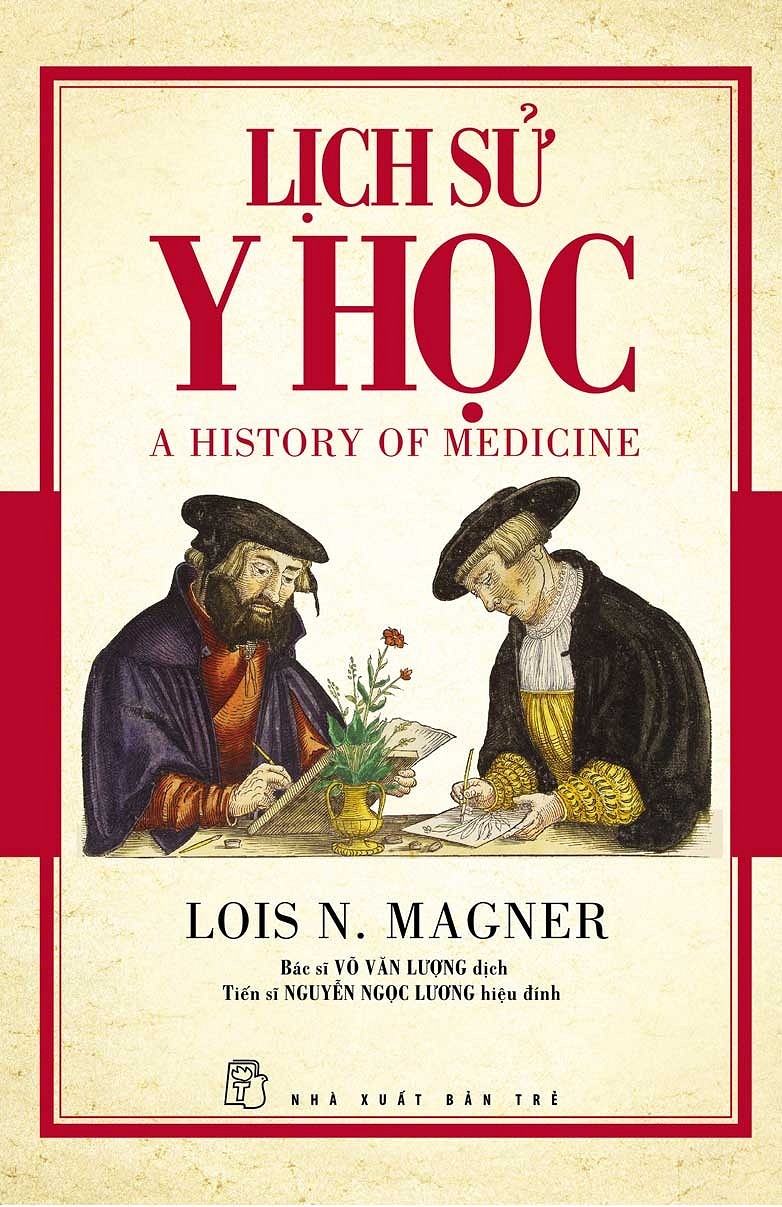 LỊCH SỬ
Y HỌC
A HISTORY OF MEDICINE
LOIS N. MAGNER
Bác sĩ VÕ VĂN LƯỢNG dịch
Tiến sĩ NGUYỄN NGỌC LƯƠNG hiệu đính
T
NHÀ XUẤT BẢN TRẺ